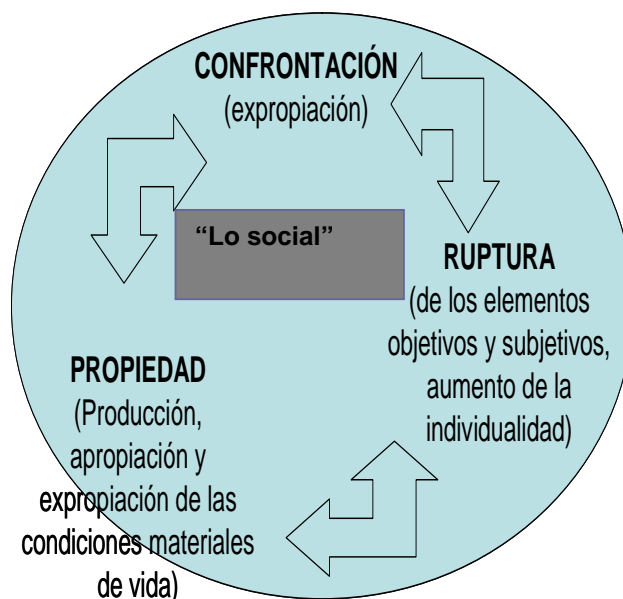 CONFRONTACIÓN
(expropiación)
“Lo social”
RUPTURA
(de los elementos
objetivos y subjetivos,
aumento de la
individualidad)
PROPIEDAD
(Producción,
apropiación y
expropiación de las
condiciones materiales
de vida)